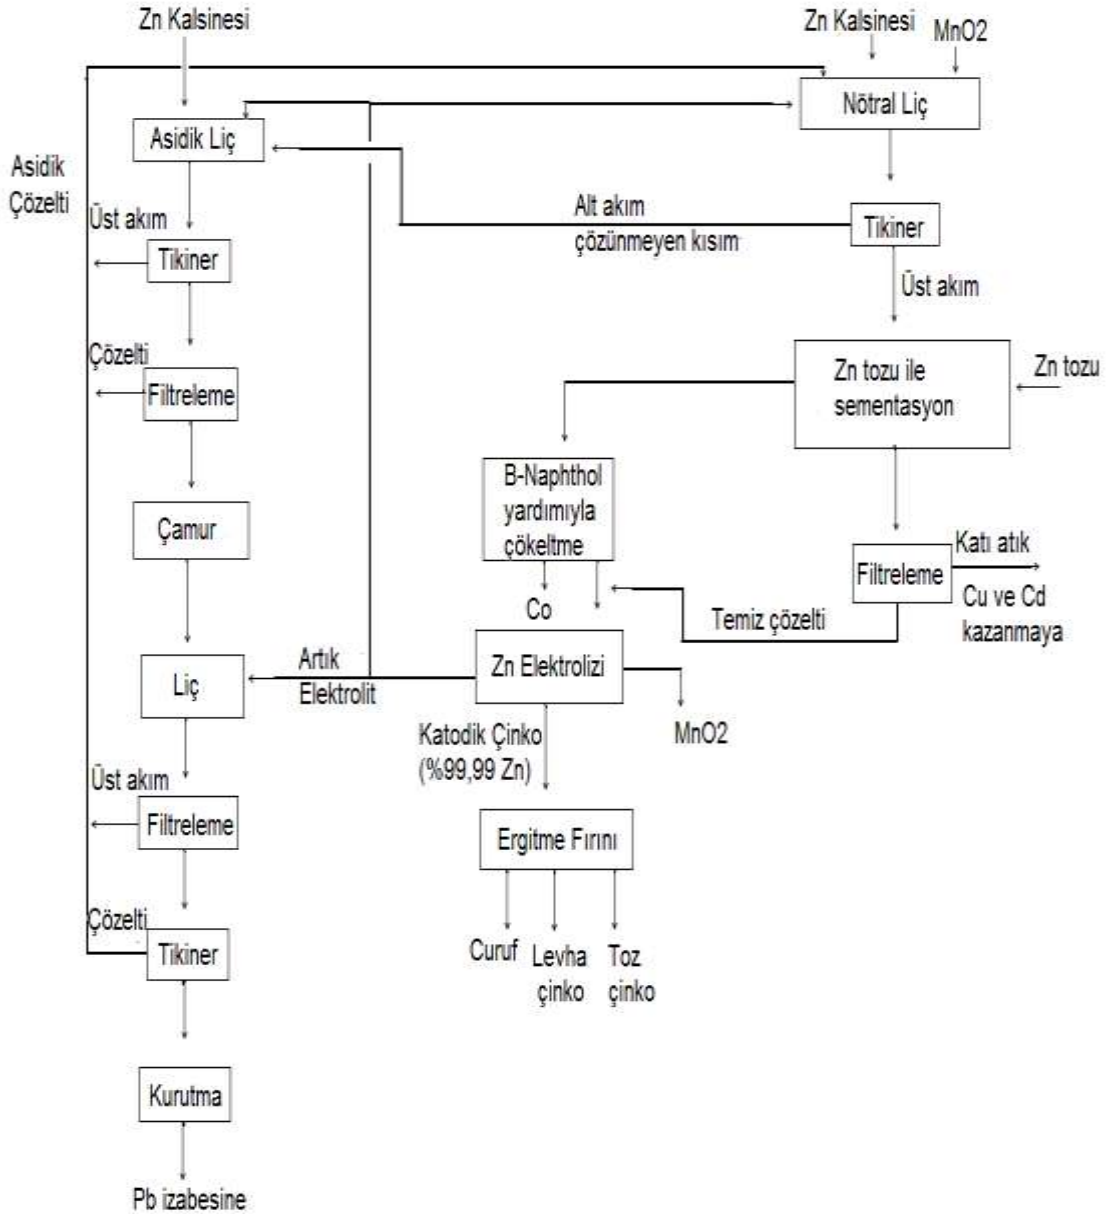 Zn Kalsinesi
Zn Kalsinesi
MnO2
Nötral Liç
Asidik Liç
Asidik
Çözelti
Üst akım
Alt akım
çözünmeyen kısım
Tikiner
Tikiner
Üst akım
Çözelti
Filtreleme
Zn tozu ile
sementasyon
Zn tozu
B-Naphthol
yardımıyla
çökeltme
Çamur
Filtreleme
Katı atık
Cu ve Cd
kazanmaya
Co
Temiz çözelti
Liç
Artık
Elektrolit
Zn Elektrolizi
MnO2
Katodik Çinko
(%99,99 Zn)
Üst akım
Filtreleme
Ergitme Fırını
Çözelti
Tikiner
Curuf
Levha
çinko
Toz
çinko
Kurutma
Pb izabesine